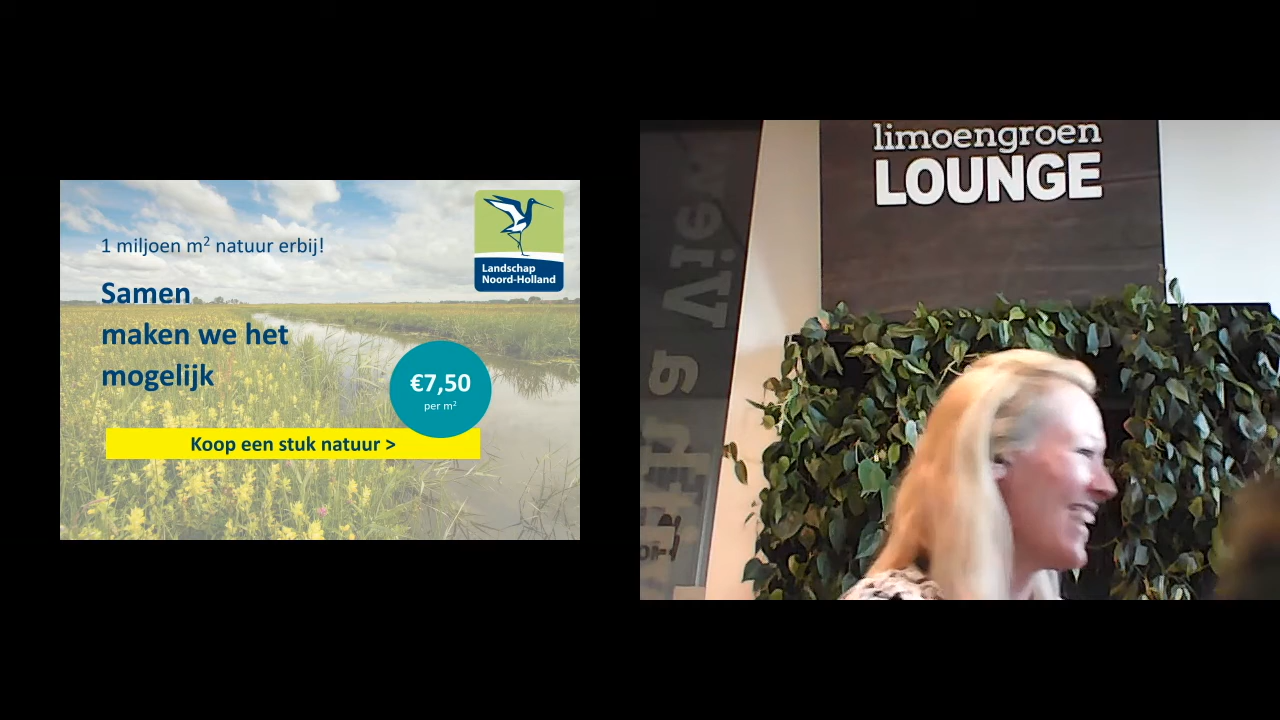 1 miljoen m² natuur erbij!
Samen
maken we het
mogelijk
€7,50
per m²
Koop een stuk natuur >
Landschap
Noord-Holland
limoengroen
LOUNGE